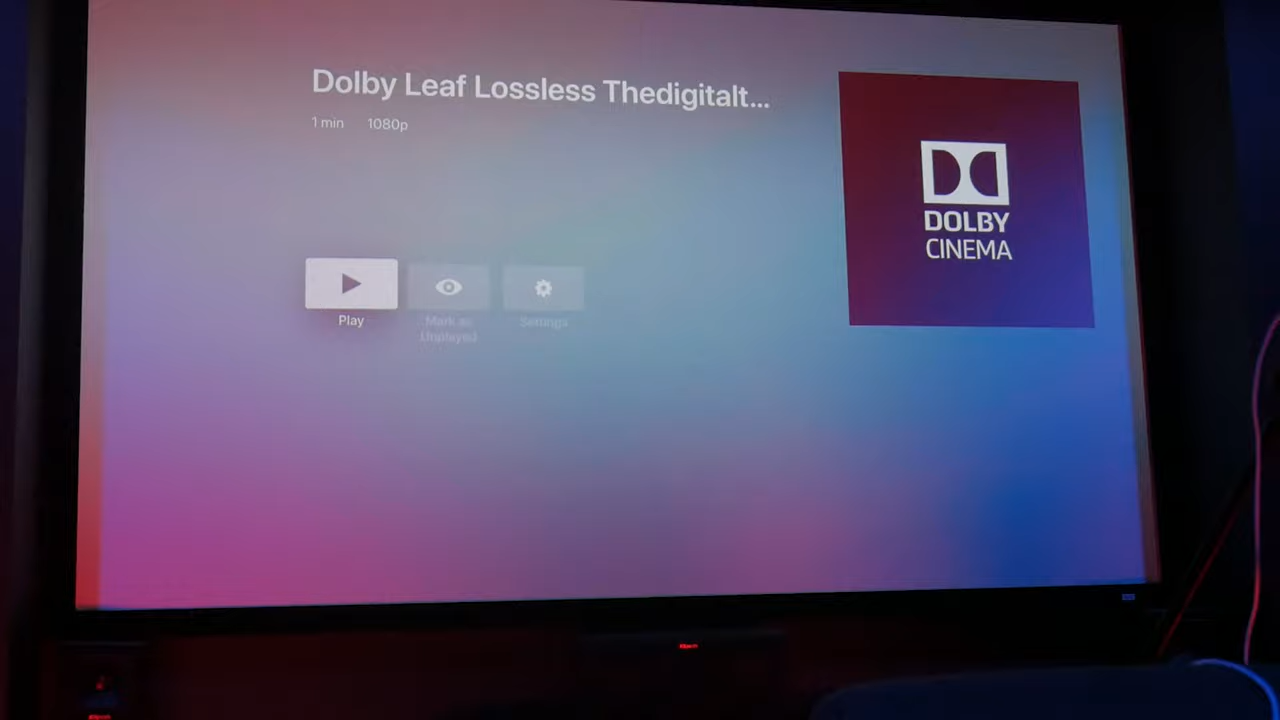 Dolby Leaf Lossless Thedigitalt...
1 min 1080p
DOLBY
CINEMA
Play
Mark as
Unplayed
Settings